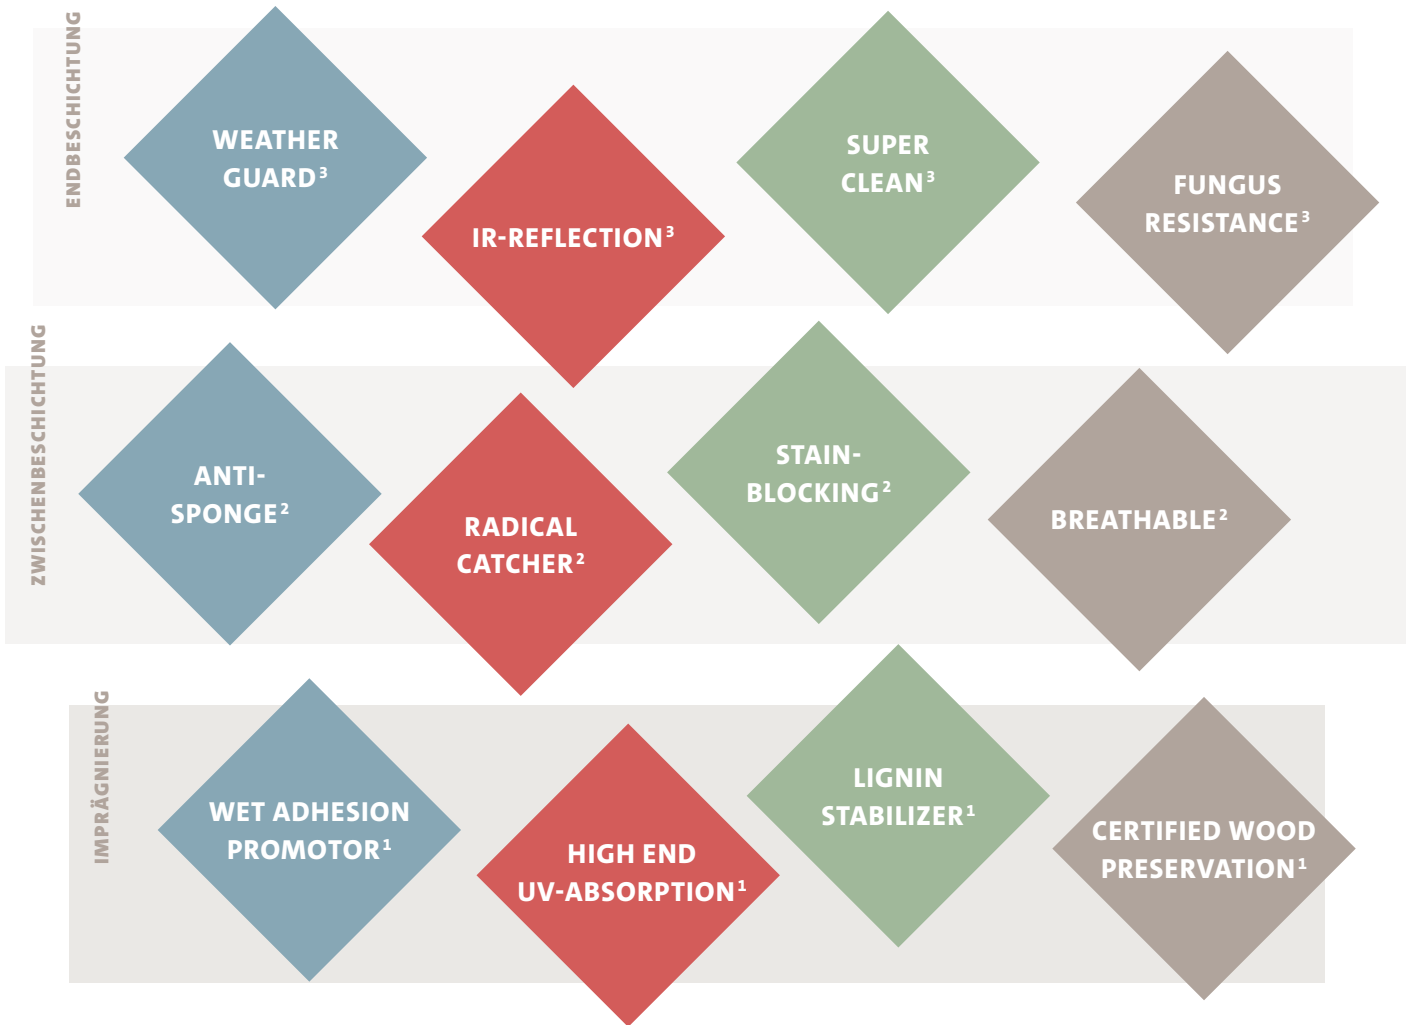 ENDBESCHICHTUNG
WEATHER
GUARD³
IR-REFLECTION³
SUPER
CLEAN³
FUNGUS
RESISTANCE³
ZWISCHENBESCHICHTUNG
ANTI-
SPONGE²
RADICAL
CATCHER²
STAIN-
BLOCKING²
BREATHABLE²
IMPRÄGNIERUNG
WET ADHESION
PROMOTOR¹
HIGH END
UV-ABSORPTION¹
LIGNIN
STABILIZER¹
CERTIFIED WOOD
PRESERVATION¹